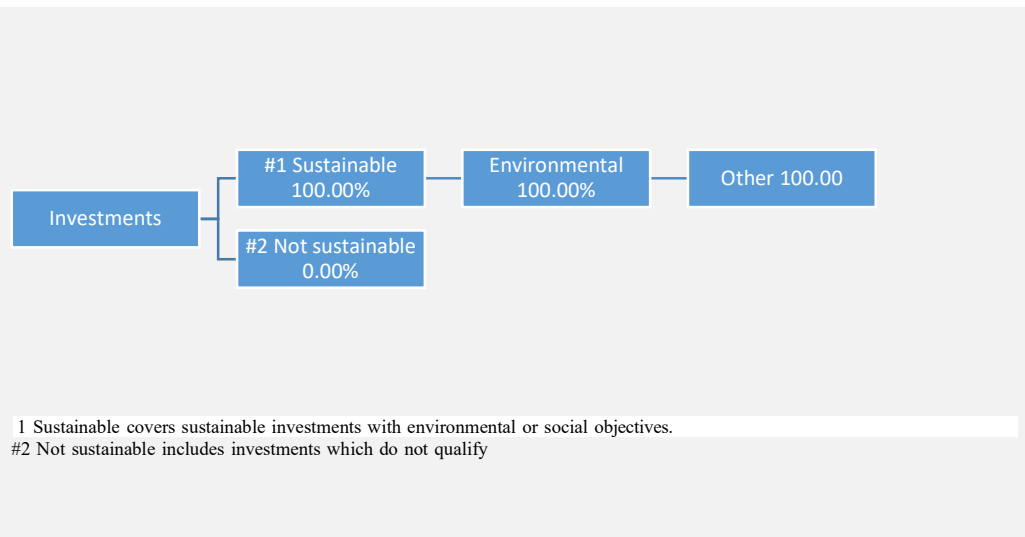 #1 Sustainable
100.00%
Environmental
100.00%
Other 100.00
Investments
#2 Not sustainable
0.00%
1 Sustainable covers sustainable investments with environmental or social objectives.
#2 Not sustainable includes investments which do not qualify